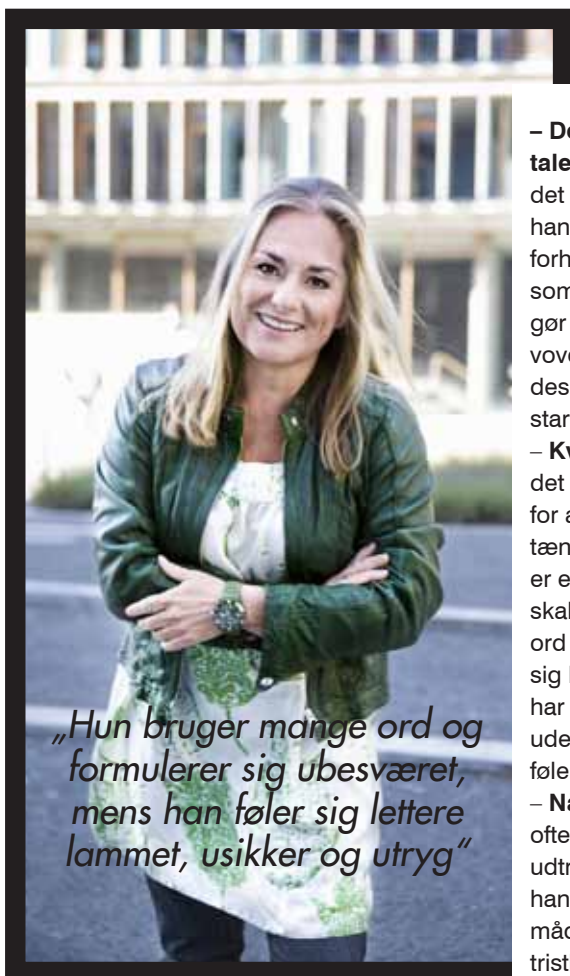 „Hun bruger mange ord og
formulerer sig ubesværet,
mens han føler sig lettere
lammet, usikker og utryg“
– De
tale
det
han
forh
som
gør
vove
des
star
– Kv
det
for a
tæn
er e
skal
ord
sig
har
ude
føle
– Na
ofte
udtr
han
måd
trist